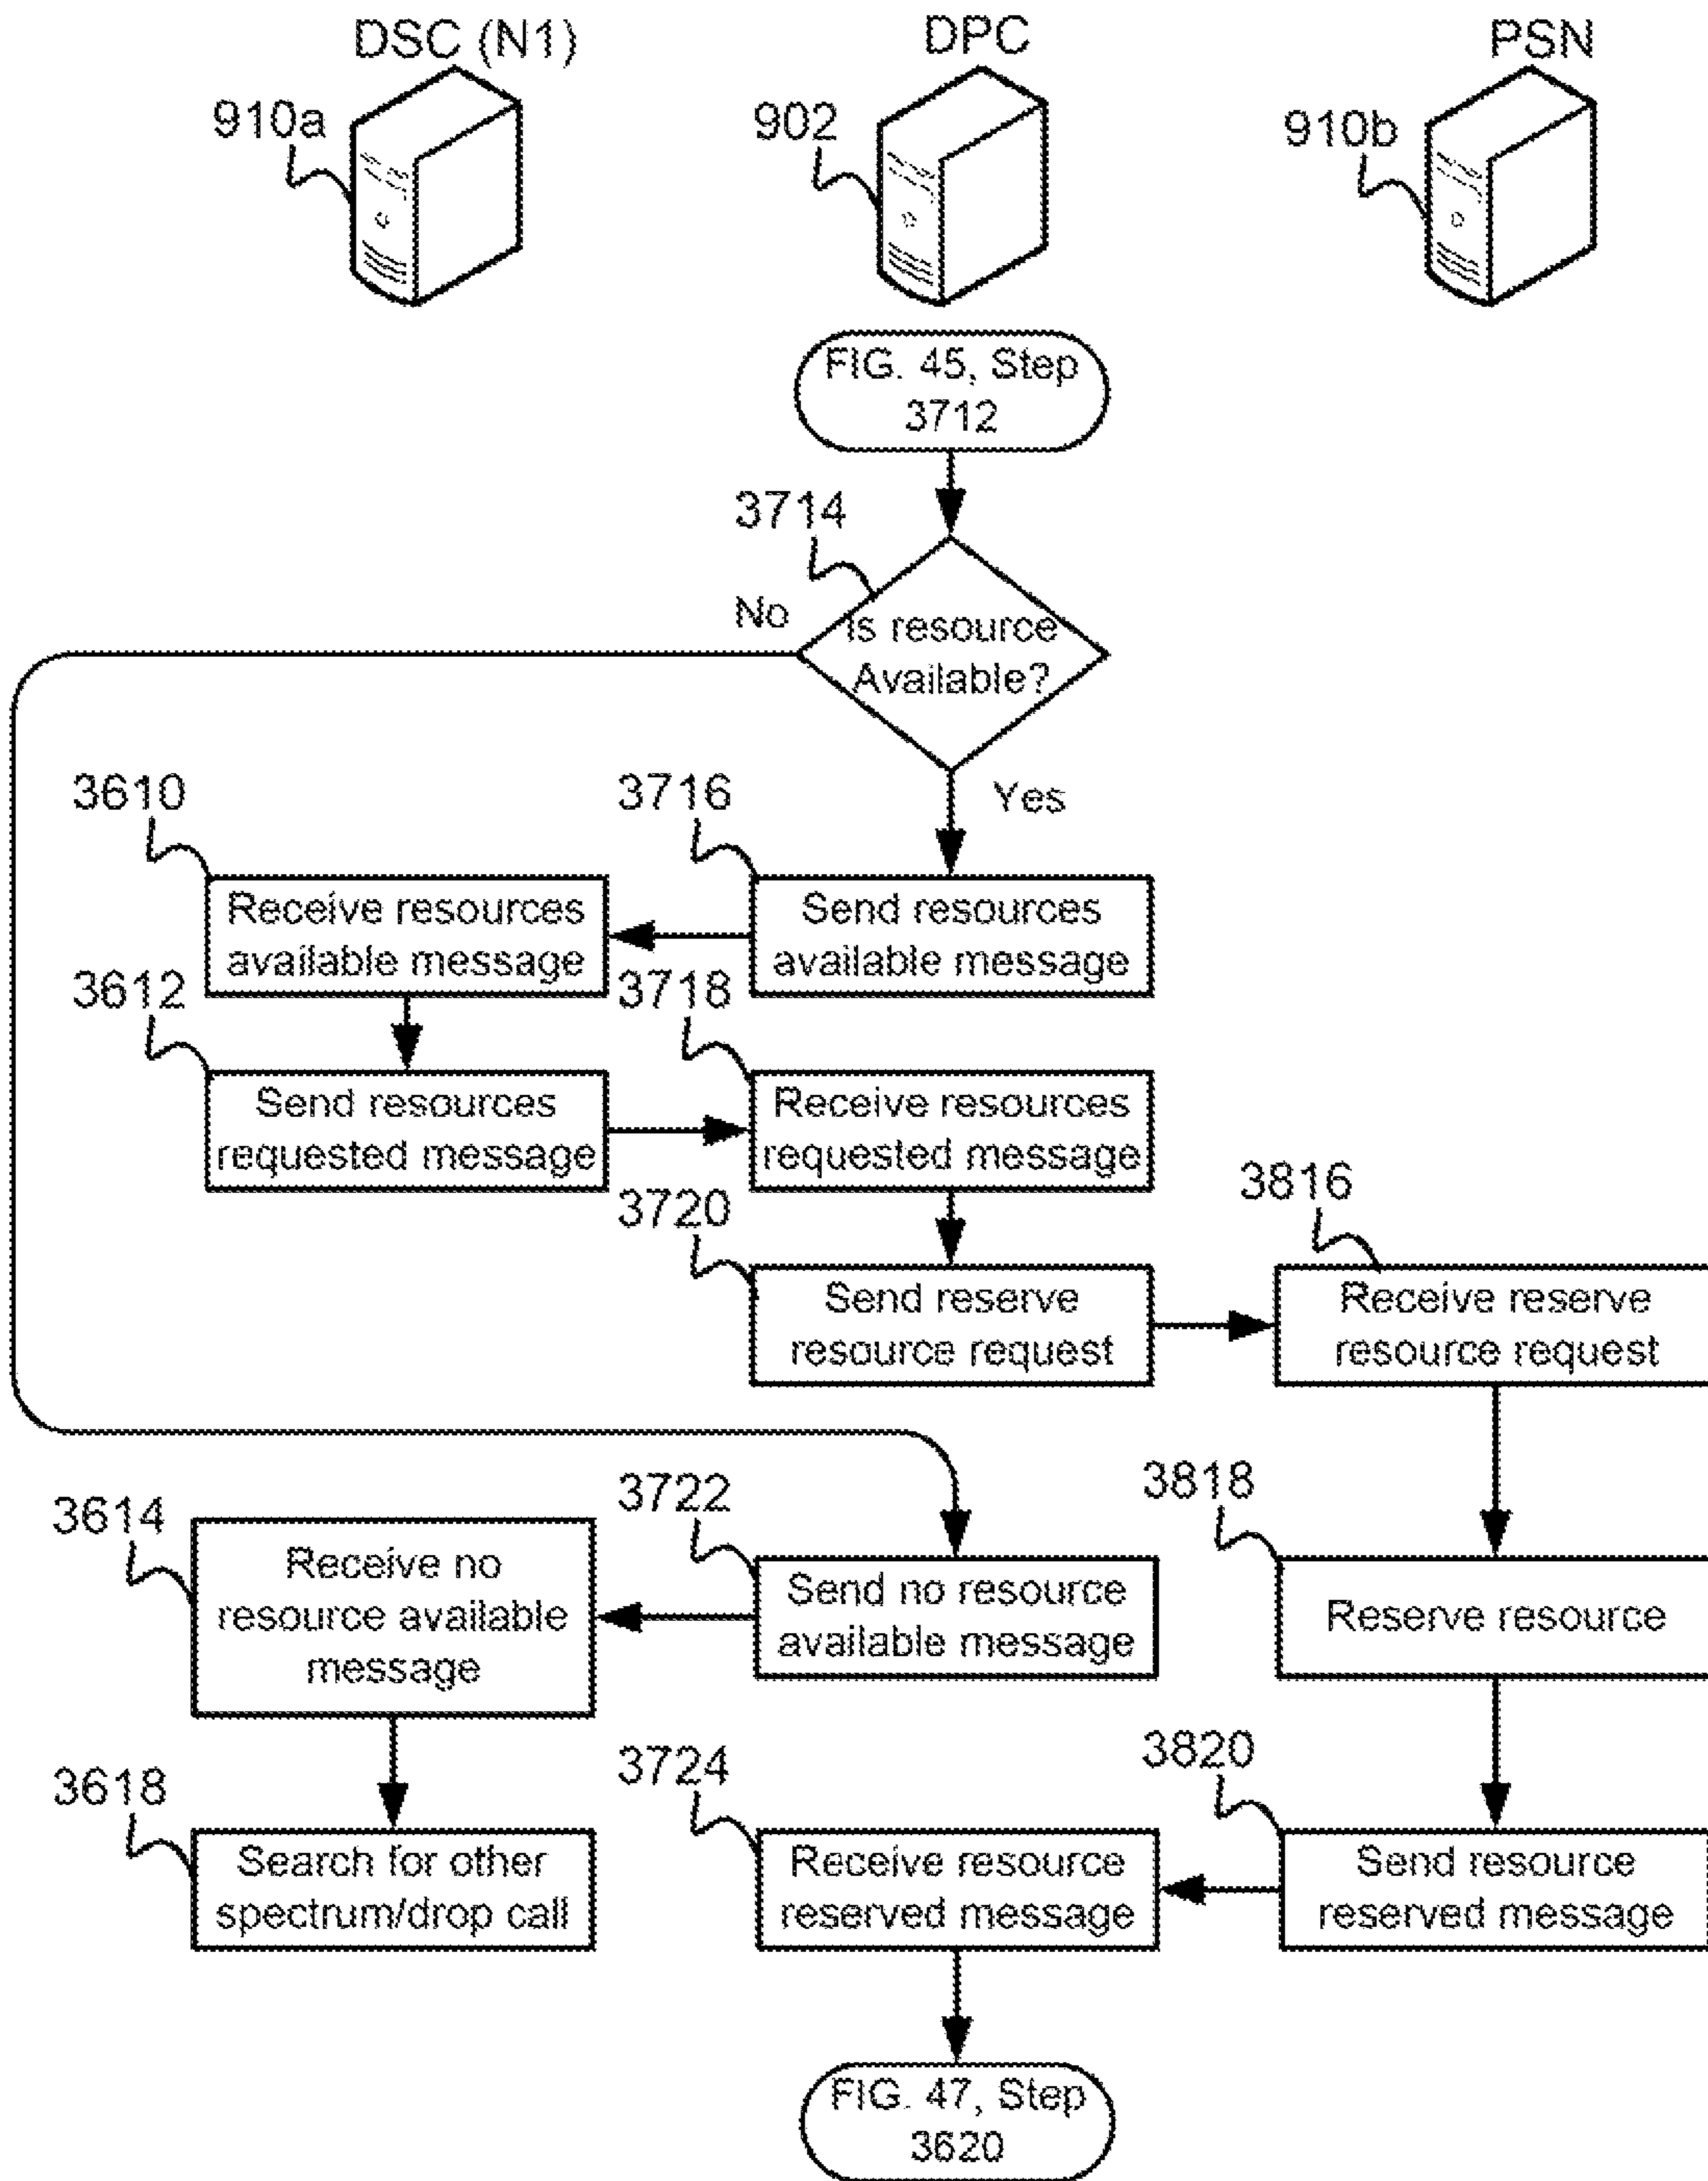 DSC (N1)
DPC
PSN
910a
902
910b
FIG. 45, Step
3712
3714
No
Is resource
Available?
Yes
3610
3716
Receive resources
available message
Send resources
available message
3612
3718
Send resources
requested message
Receive resources
requested message
3720
3816
Send reserve
resource request
Receive reserve
resource request
3614
3722
3818
Receive no
resource available
message
Send no resource
available message
Reserve resource
3618
3724
3820
Search for other
spectrum/drop call
Receive resource
reserved message
Send resource
reserved message
FIG. 47, Step
3620